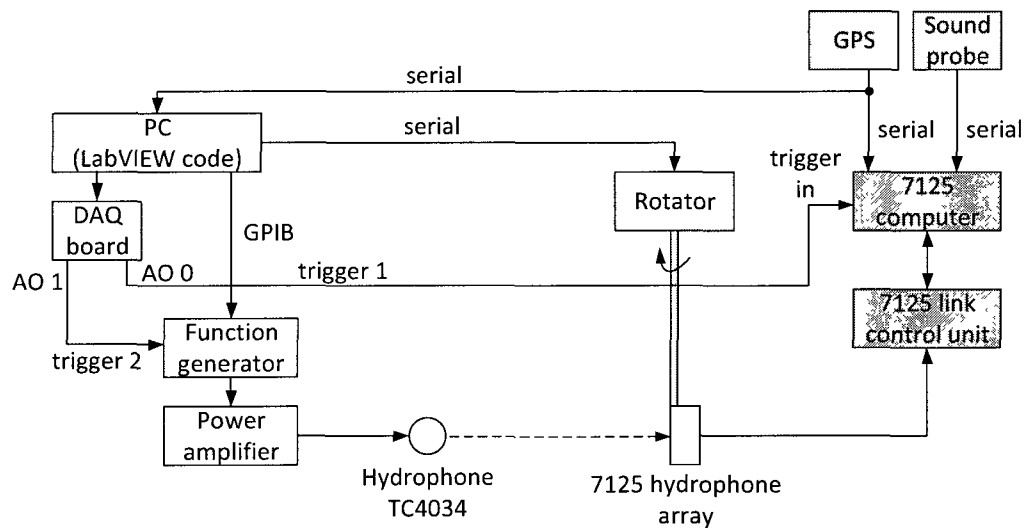 GPS
Sound
probe
serial
PC
(LabVIEW code)
serial
serial
serial
trigger
in
7125
computer
DAQ
board
Rotator
GPIB
AO 1
AO 0
trigger 1
7125 link
control unit
Function
generator
trigger 2
Power
amplifier
Hydrophone
TC4034
7125 hydrophone
array